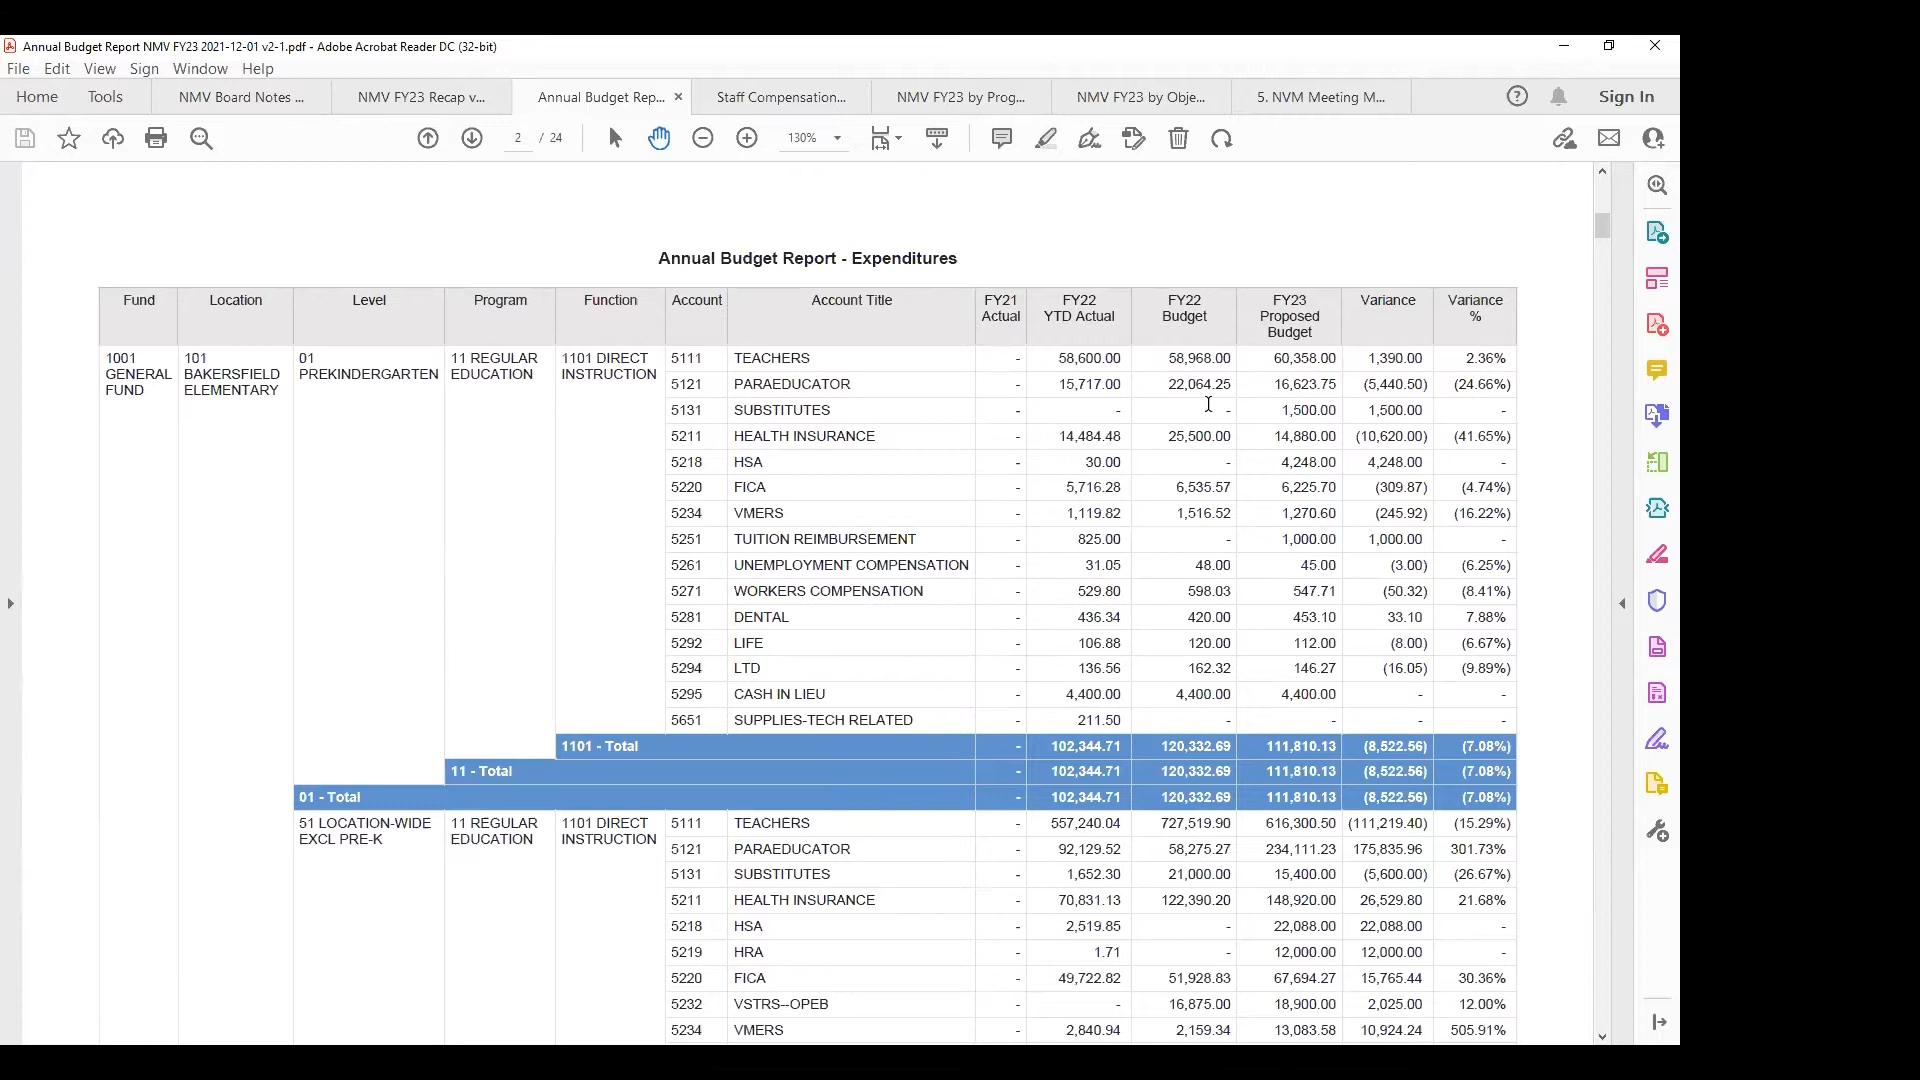 Annual Budget Report NMV FY23 2021-12-01 v2-1.pdf - Adobe Acrobat Reader DC (32-bit)
File Edit View Sign Window Help
Home Tools NMV Board Notes ... NMV FY23 Recap v... Annual Budget Rep... × Staff Compensation... NMV FY23 by Prog... NMV FY23 by Obje... 5. NVM Meeting M... Sign In
2 / 24 130%
Annual Budget Report - Expenditures
Fund Location Level Program Function Account Account Title FY21 Actual FY22 YTD Actual FY22 Budget FY23 Proposed Budget Variance Variance %
1001 GENERAL FUND 101 BAKERSFIELD ELEMENTARY 01 PREKINDERGARTEN 11 REGULAR EDUCATION 1101 DIRECT INSTRUCTION 5111 TEACHERS - 58,600.00 58,968.00 60,358.00 1,390.00 2.36%
5121 PARAEDUCATOR - 15,717.00 22,064.25 16,623.75 (5,440.50) (24.66%)
5131 SUBSTITUTES - - - 1,500.00 1,500.00 -
5211 HEALTH INSURANCE - 14,484.48 25,500.00 14,880.00 (10,620.00) (41.65%)
5218 HSA - 30.00 - 4,248.00 4,248.00 -
5220 FICA - 5,716.28 6,535.57 6,225.70 (309.87) (4.74%)
5234 VMERS - 1,119.82 1,516.52 1,270.60 (245.92) (16.22%)
5251 TUITION REIMBURSEMENT - 825.00 - 1,000.00 1,000.00 -
5261 UNEMPLOYMENT COMPENSATION - 31.05 48.00 45.00 (3.00) (6.25%)
5271 WORKERS COMPENSATION - 529.80 598.03 547.71 (50.32) (8.41%)
5281 DENTAL - 436.34 420.00 453.10 33.10 7.88%
5292 LIFE - 106.88 120.00 112.00 (8.00) (6.67%)
5294 LTD - 136.56 162.32 146.27 (16.05) (9.89%)
5295 CASH IN LIEU - 4,400.00 4,400.00 4,400.00 - -
5651 SUPPLIES-TECH RELATED - 211.50 - - - -
1101 - Total - 102,344.71 120,332.69 111,810.13 (8,522.56) (7.08%)
11 - Total - 102,344.71 120,332.69 111,810.13 (8,522.56) (7.08%)
01 - Total - 102,344.71 120,332.69 111,810.13 (8,522.56) (7.08%)
51 LOCATION-WIDE EXCL PRE-K 11 REGULAR EDUCATION 1101 DIRECT INSTRUCTION 5111 TEACHERS - 557,240.04 727,519.90 616,300.50 (111,219.40) (15.29%)
5121 PARAEDUCATOR - 92,129.52 58,275.27 234,111.23 175,835.96 301.73%
5131 SUBSTITUTES - 1,652.30 21,000.00 15,400.00 (5,600.00) (26.67%)
5211 HEALTH INSURANCE - 70,831.13 122,390.20 148,920.00 26,529.80 21.68%
5218 HSA - 2,519.85 - 22,088.00 22,088.00 -
5219 HRA - 1.71 - 12,000.00 12,000.00 -
5220 FICA - 49,722.82 51,928.83 67,694.27 15,765.44 30.36%
5232 VSTRS--OPEB - - 16,875.00 18,900.00 2,025.00 12.00%
5234 VMERS - 2,840.94 2,159.34 13,083.58 10,924.24 505.91%